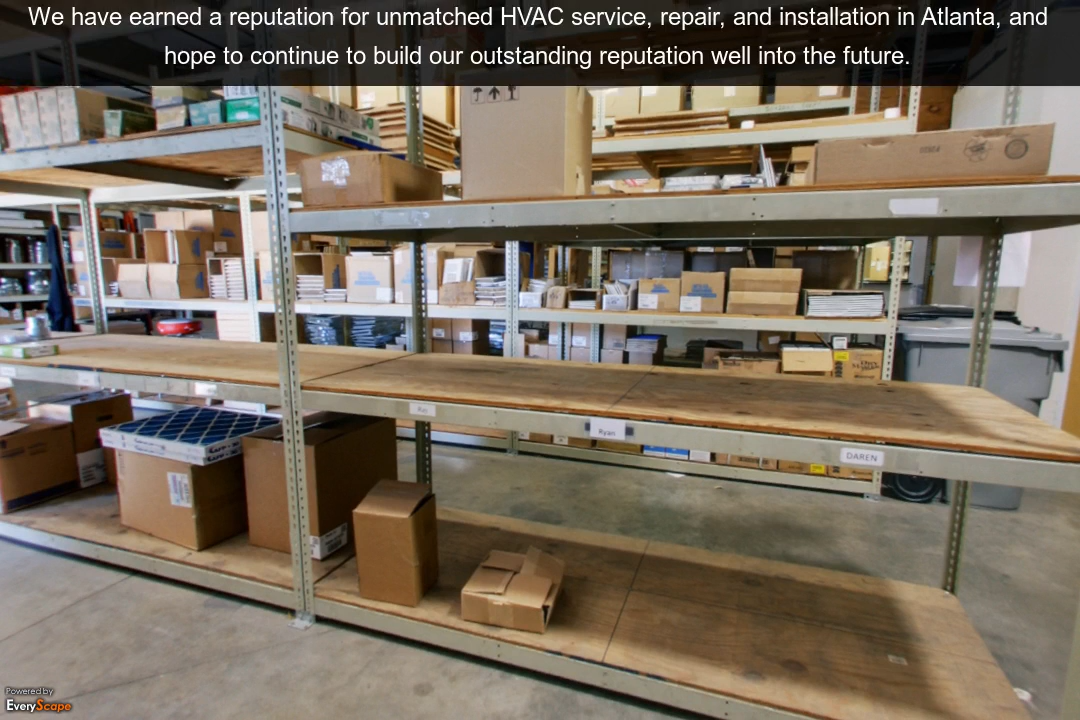 We have earned a reputation for unmatched HVAC service, repair, and installation in Atlanta, and
hope to continue to build our outstanding reputation well into the future.
Ryan
DAREN
Powered by
EveryScape